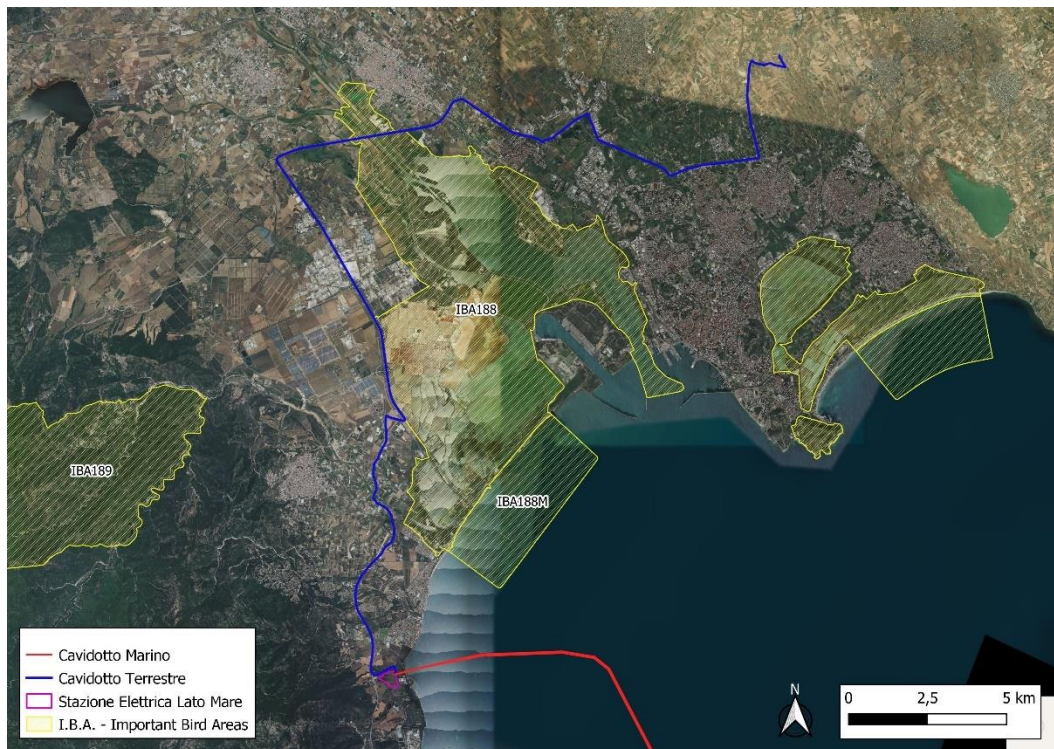 IBA188
IBA189
IBA188M
Cavidotto Marino
Cavidotto Terrestre
Stazione Elettrica Lato Mare
I.B.A. - Important Bird Areas
N
0 2,5 5 km